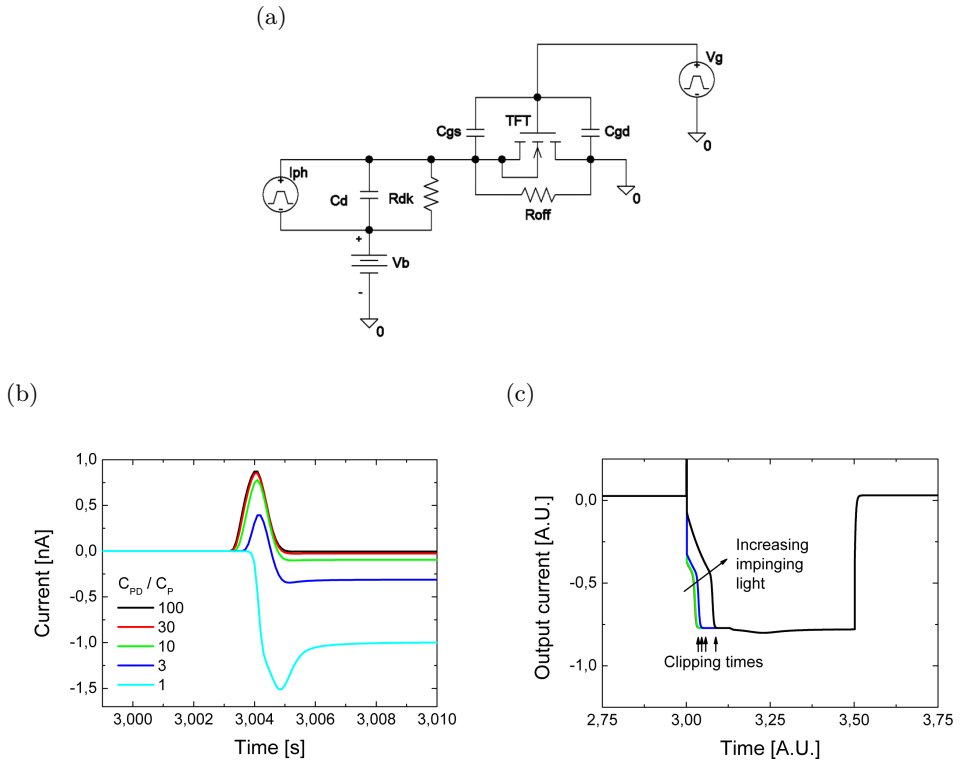 (a)
Vg
0
Cgs
TFT
Cgd
0
Iph
Cd
Rdk
Roff
Vb
0
(b)
1,0
0,5
0,0
-0,5
-1,0
-1,5
Current [nA]
C_PD / C_P
100
30
10
3
1
3,000 3,002 3,004 3,006 3,008 3,010
Time [s]
(c)
0,0
-0,5
-1,0
Output current [A.U.]
Increasing
impinging
light
Clipping times
2,75 3,00 3,25 3,50 3,75
Time [A.U.]